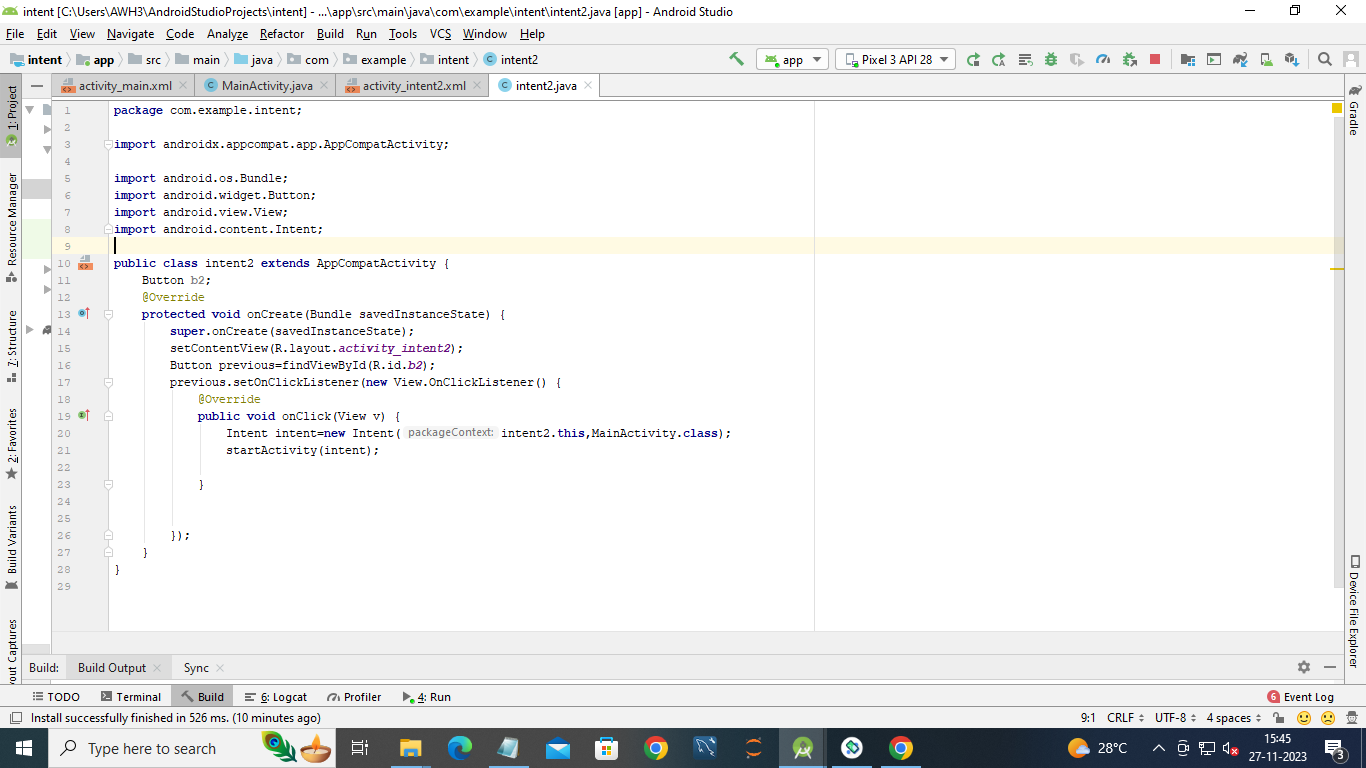 intent [C:\Users\AWH3\AndroidStudioProjects\intent] - ...\app\src\main\java\com\example\intent\intent2.java [app] - Android Studio
File Edit View Navigate Code Analyze Refactor Build Run Tools VCS Window Help
intent app src main java com example intent intent2
app Pixel 3 API 28
activity_main.xml MainActivity.java activity_intent2.xml intent2.java
1: Project
Resource Manager
7: Structure
2: Favorites
Build Variants
out Captures
1 package com.example.intent;
2
3 import androidx.appcompat.app.AppCompatActivity;
4
5 import android.os.Bundle;
6 import android.widget.Button;
7 import android.view.View;
8 import android.content.Intent;
9
10 public class intent2 extends AppCompatActivity {
11 Button b2;
12 @Override
13 protected void onCreate(Bundle savedInstanceState) {
14 super.onCreate(savedInstanceState);
15 setContentView(R.layout.activity_intent2);
16 Button previous=findViewById(R.id.b2);
17 previous.setOnClickListener(new View.OnClickListener() {
18 @Override
19 public void onClick(View v) {
20 Intent intent=new Intent( packageContext: intent2.this,MainActivity.class);
21 startActivity(intent);
22
23 }
24
25
26 });
27 }
28 }
29
Gradle
Device File Explorer
Build: Build Output Sync
TODO Terminal Build 6: Logcat Profiler 4: Run 6 Event Log
Install successfully finished in 526 ms. (10 minutes ago) 9:1 CRLF UTF-8 4 spaces
Type here to search
28°C
15:45
27-11-2023
3